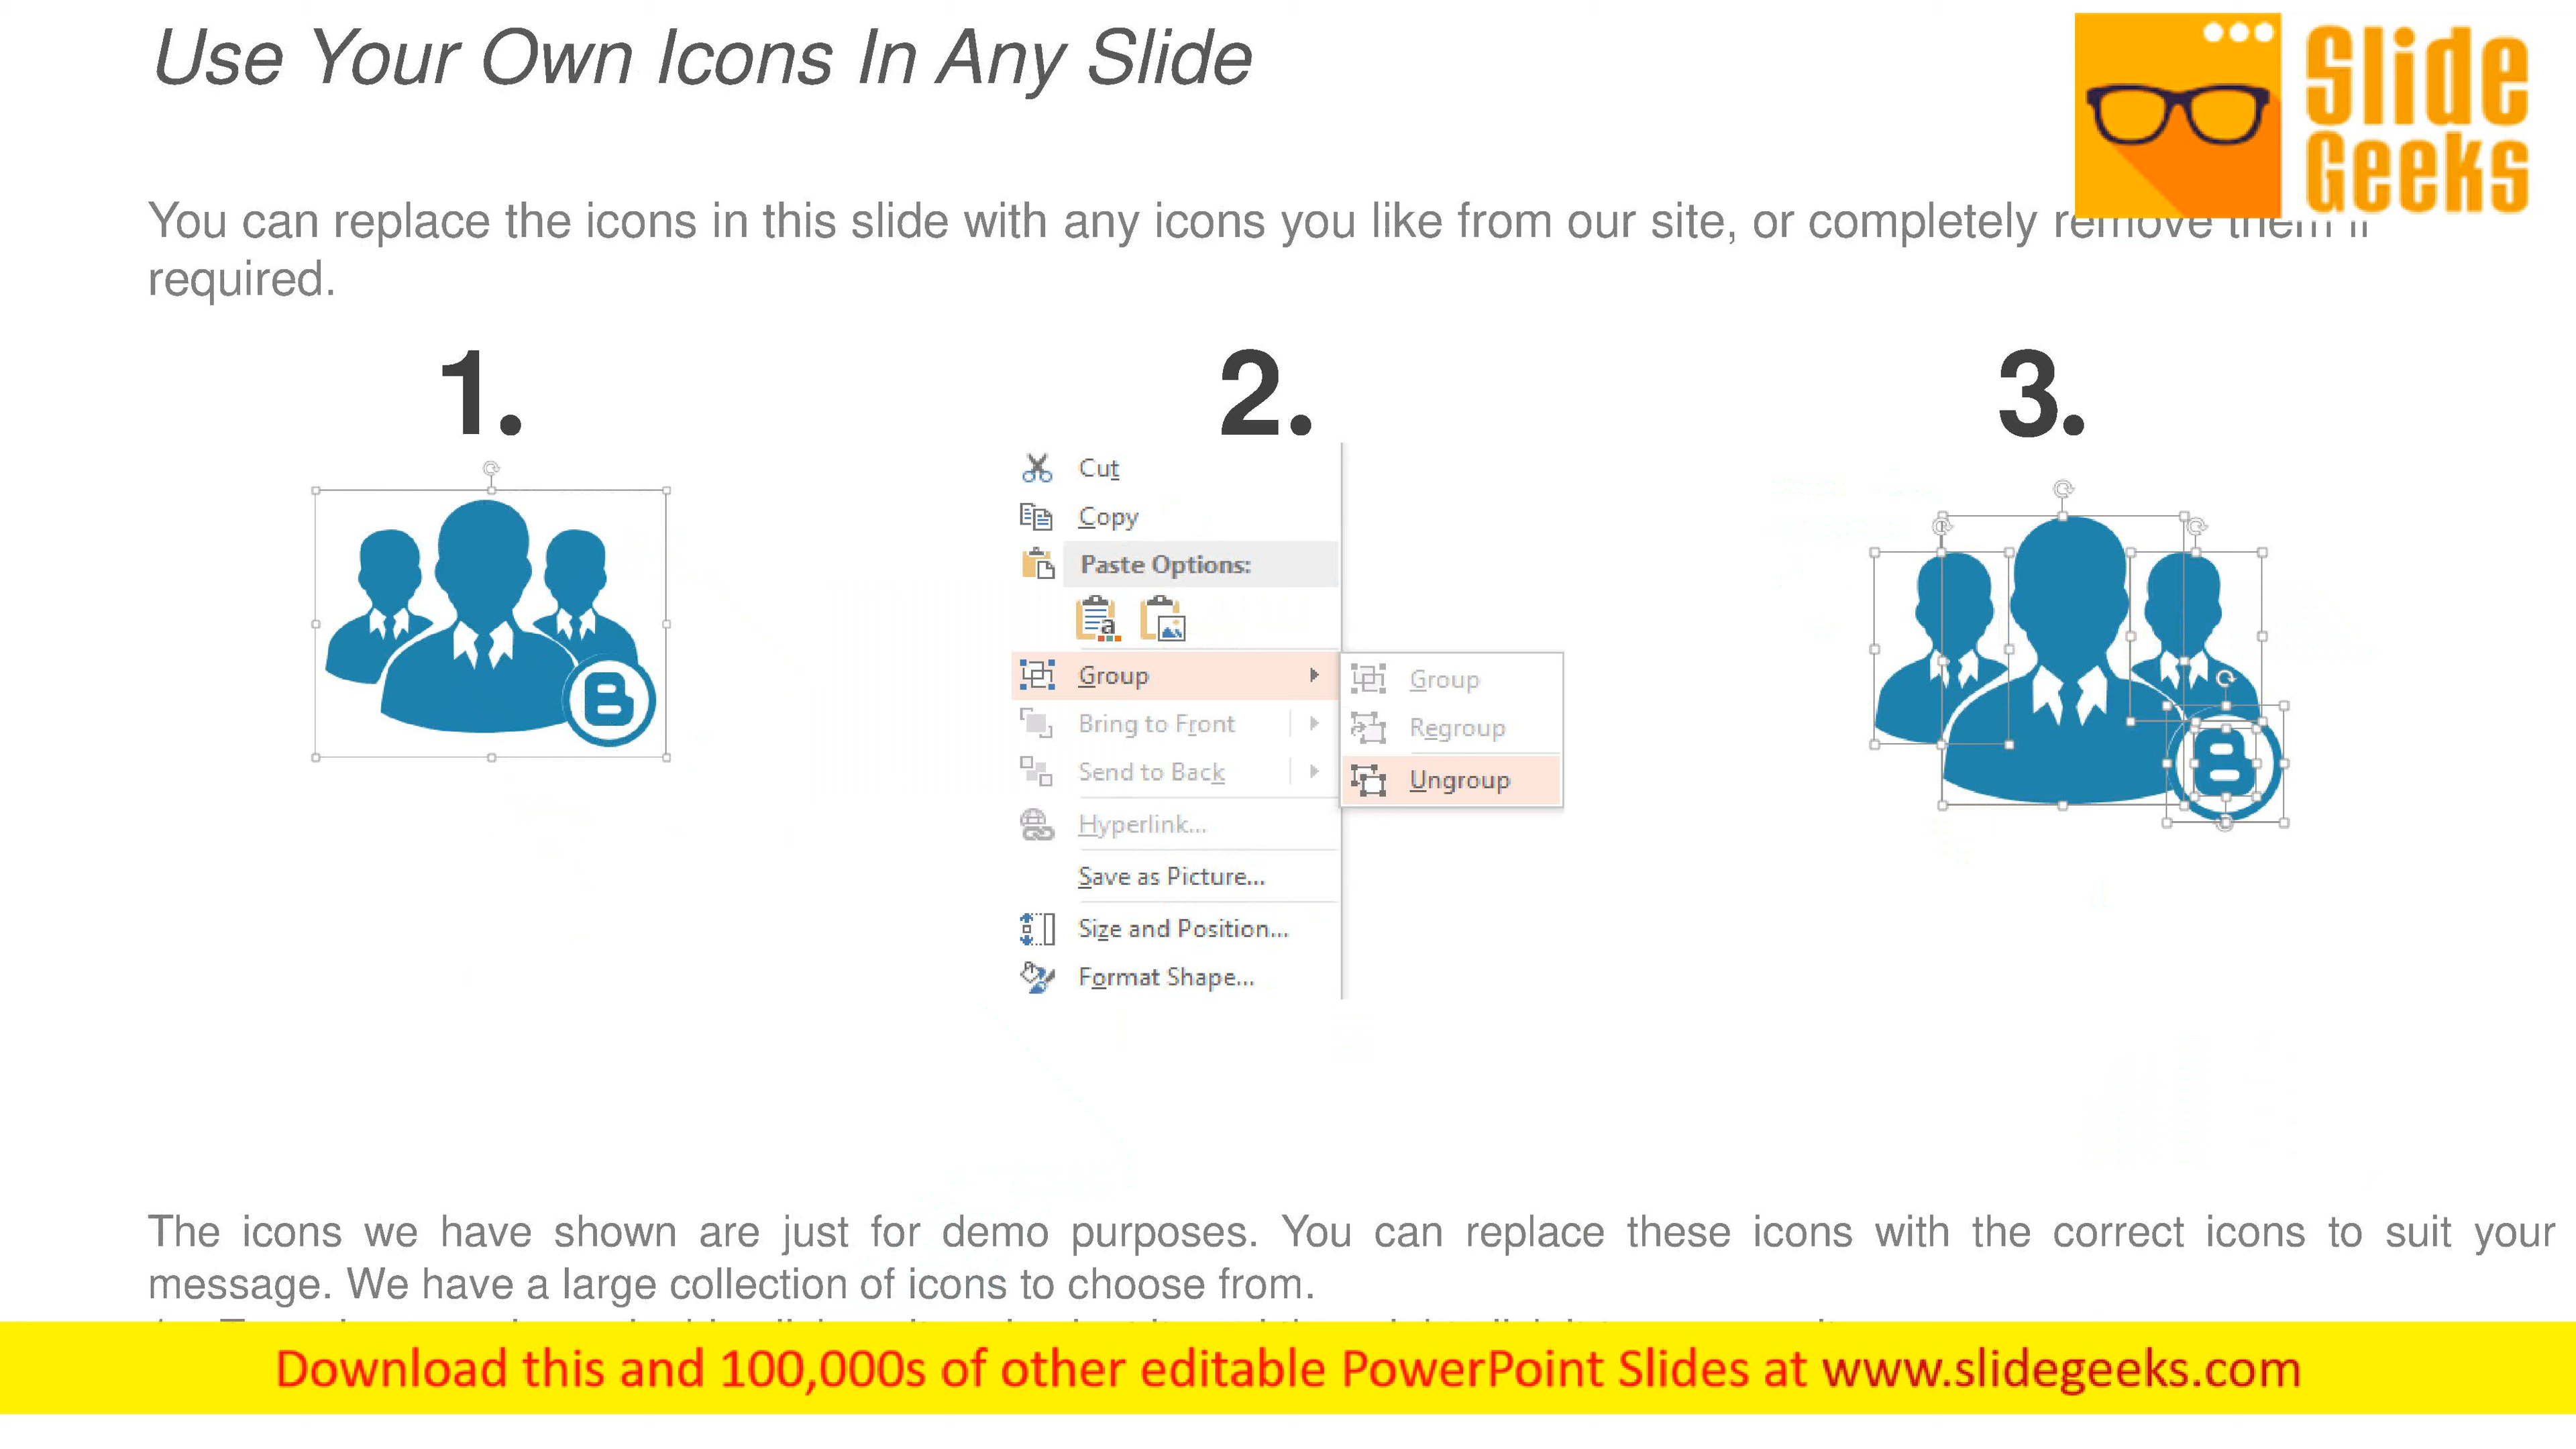 Use Your Own Icons In Any Slide
Slide
Geeks
You can replace the icons in this slide with any icons you like from our site, or completely remove them if
required.
1.
2.
3.
Cut
Copy
Paste Options:
a
Group
Bring to Front
Send to Back
Hyperlink...
Save as Picture...
Size and Position...
Format Shape...
Group
Regroup
Ungroup
B
B
The icons we have shown are just for demo purposes. You can replace these icons with the correct icons to suit your
message. We have a large collection of icons to choose from.
Download this and 100,000s of other editable PowerPoint Slides at www.slidegeeks.com